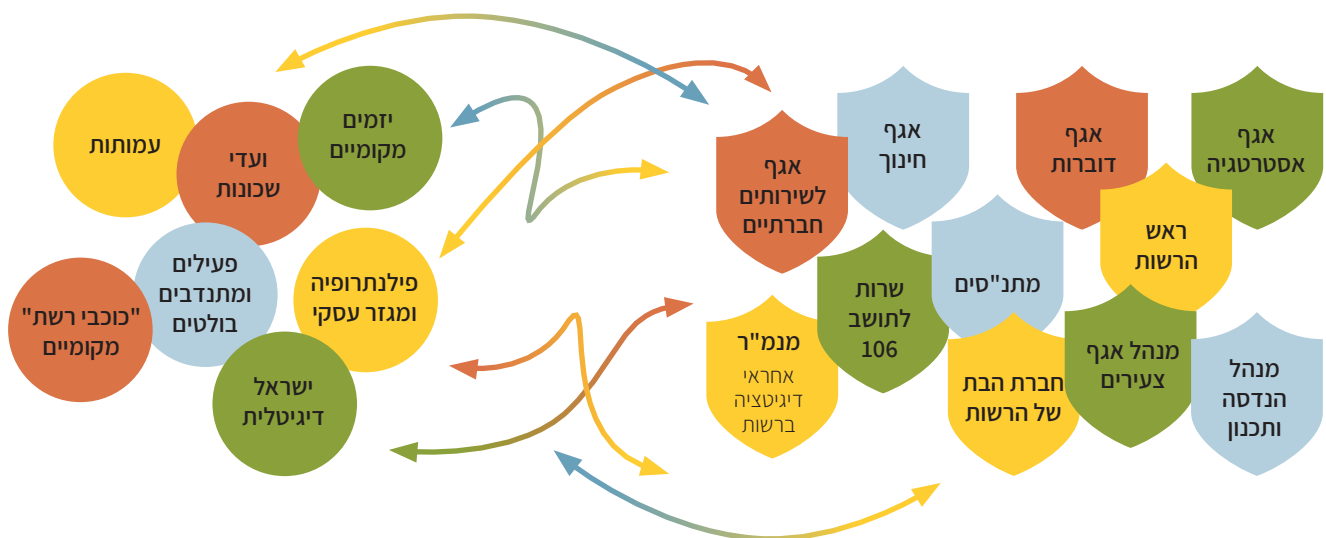 עמותות
ועדי
שכונות
יזמים
מקומיים
"כוכבי רשת"
מקומיים
פעילים
ומתנדבים
בולטים
פילנתרופיה
ומגזר עסקי
ישראל
דיגיטלית
אגף
לשירותים
חברתיים
אגף
חינוך
אגף
דוברות
אגף
אסטרטגיה
ראש
הרשות
מתנ"סים
שרות
לתושב
106
מנמ"ר
אחראי
דיגיטציה
ברשות
חברת הבת
של הרשות
מנהל אגף
צעירים
מנהל
הנדסה
ותכנון